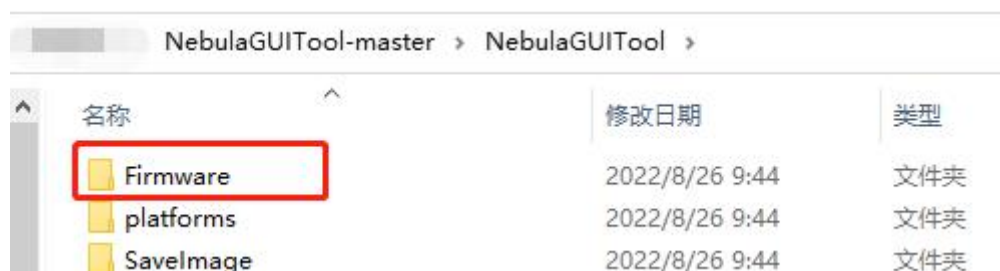 NebulaGUITool-master > NebulaGUITool >
名称 修改日期 类型
Firmware 2022/8/26 9:44 文件夹
platforms 2022/8/26 9:44 文件夹
SaveImage 2022/8/26 9:44 文件夹